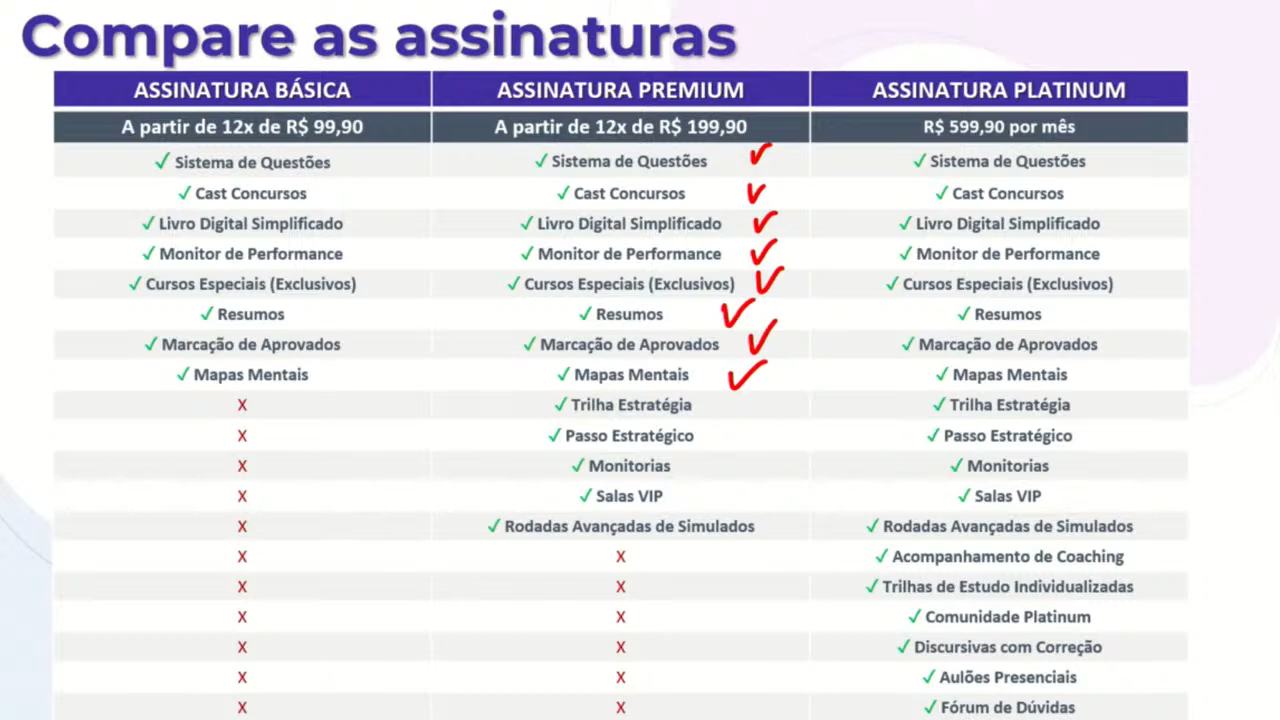 Compare as assinaturas
ASSINATURA BÁSICA ASSINATURA PREMIUM ASSINATURA PLATINUM
A partir de 12x de R$ 99,90 A partir de 12x de R$ 199,90 R$ 599,90 por mês
✓ Sistema de Questões ✓ Sistema de Questões ✓ Sistema de Questões
✓ Cast Concursos ✓ Cast Concursos ✓ Cast Concursos
✓ Livro Digital Simplificado ✓ Livro Digital Simplificado ✓ Livro Digital Simplificado
✓ Monitor de Performance ✓ Monitor de Performance ✓ Monitor de Performance
✓ Cursos Especiais (Exclusivos) ✓ Cursos Especiais (Exclusivos) ✓ Cursos Especiais (Exclusivos)
✓ Resumos ✓ Resumos ✓ Resumos
✓ Marcação de Aprovados ✓ Marcação de Aprovados ✓ Marcação de Aprovados
✓ Mapas Mentais ✓ Mapas Mentais ✓ Mapas Mentais
X ✓ Trilha Estratégia ✓ Trilha Estratégia
X ✓ Passo Estratégico ✓ Passo Estratégico
X ✓ Monitorias ✓ Monitorias
X ✓ Salas VIP ✓ Salas VIP
X ✓ Rodadas Avançadas de Simulados ✓ Rodadas Avançadas de Simulados
X X ✓ Acompanhamento de Coaching
X X ✓ Trilhas de Estudo Individualizadas
X X ✓ Comunidade Platinum
X X ✓ Discursivas com Correção
X X ✓ Aulões Presenciais
X X ✓ Fórum de Dúvidas